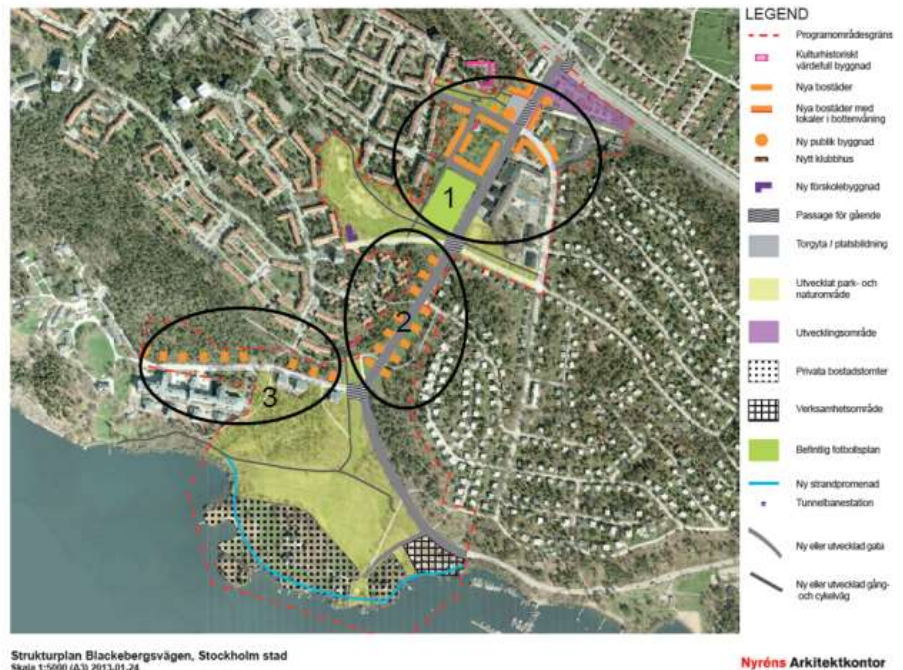 LEGEND
Programområdesgräns
Kulturhistoriskt
värdefull byggnad
Nya bostäder
Nya bostäder med
lokaler i bottenvåning
Ny publik byggnad
Nytt klubbhus
Ny förskolebyggnad
Passage för gående
Torgyta / platsbildning
Utvecklat park- och
naturområde
Utvecklingsområde
Privata bostadstomter
Verksamhetsområde
Befintlig fotbollsplan
Ny strandpromenad
Tunnelbanestation
Ny eller utvecklad gata
Ny eller utvecklad gång-
och cykelväg
1
2
3
Strukturplan Blackebergsvägen, Stockholm stad
Skala 1:5000 (A3) 2013-01-24
Nyréns Arkitektkontor